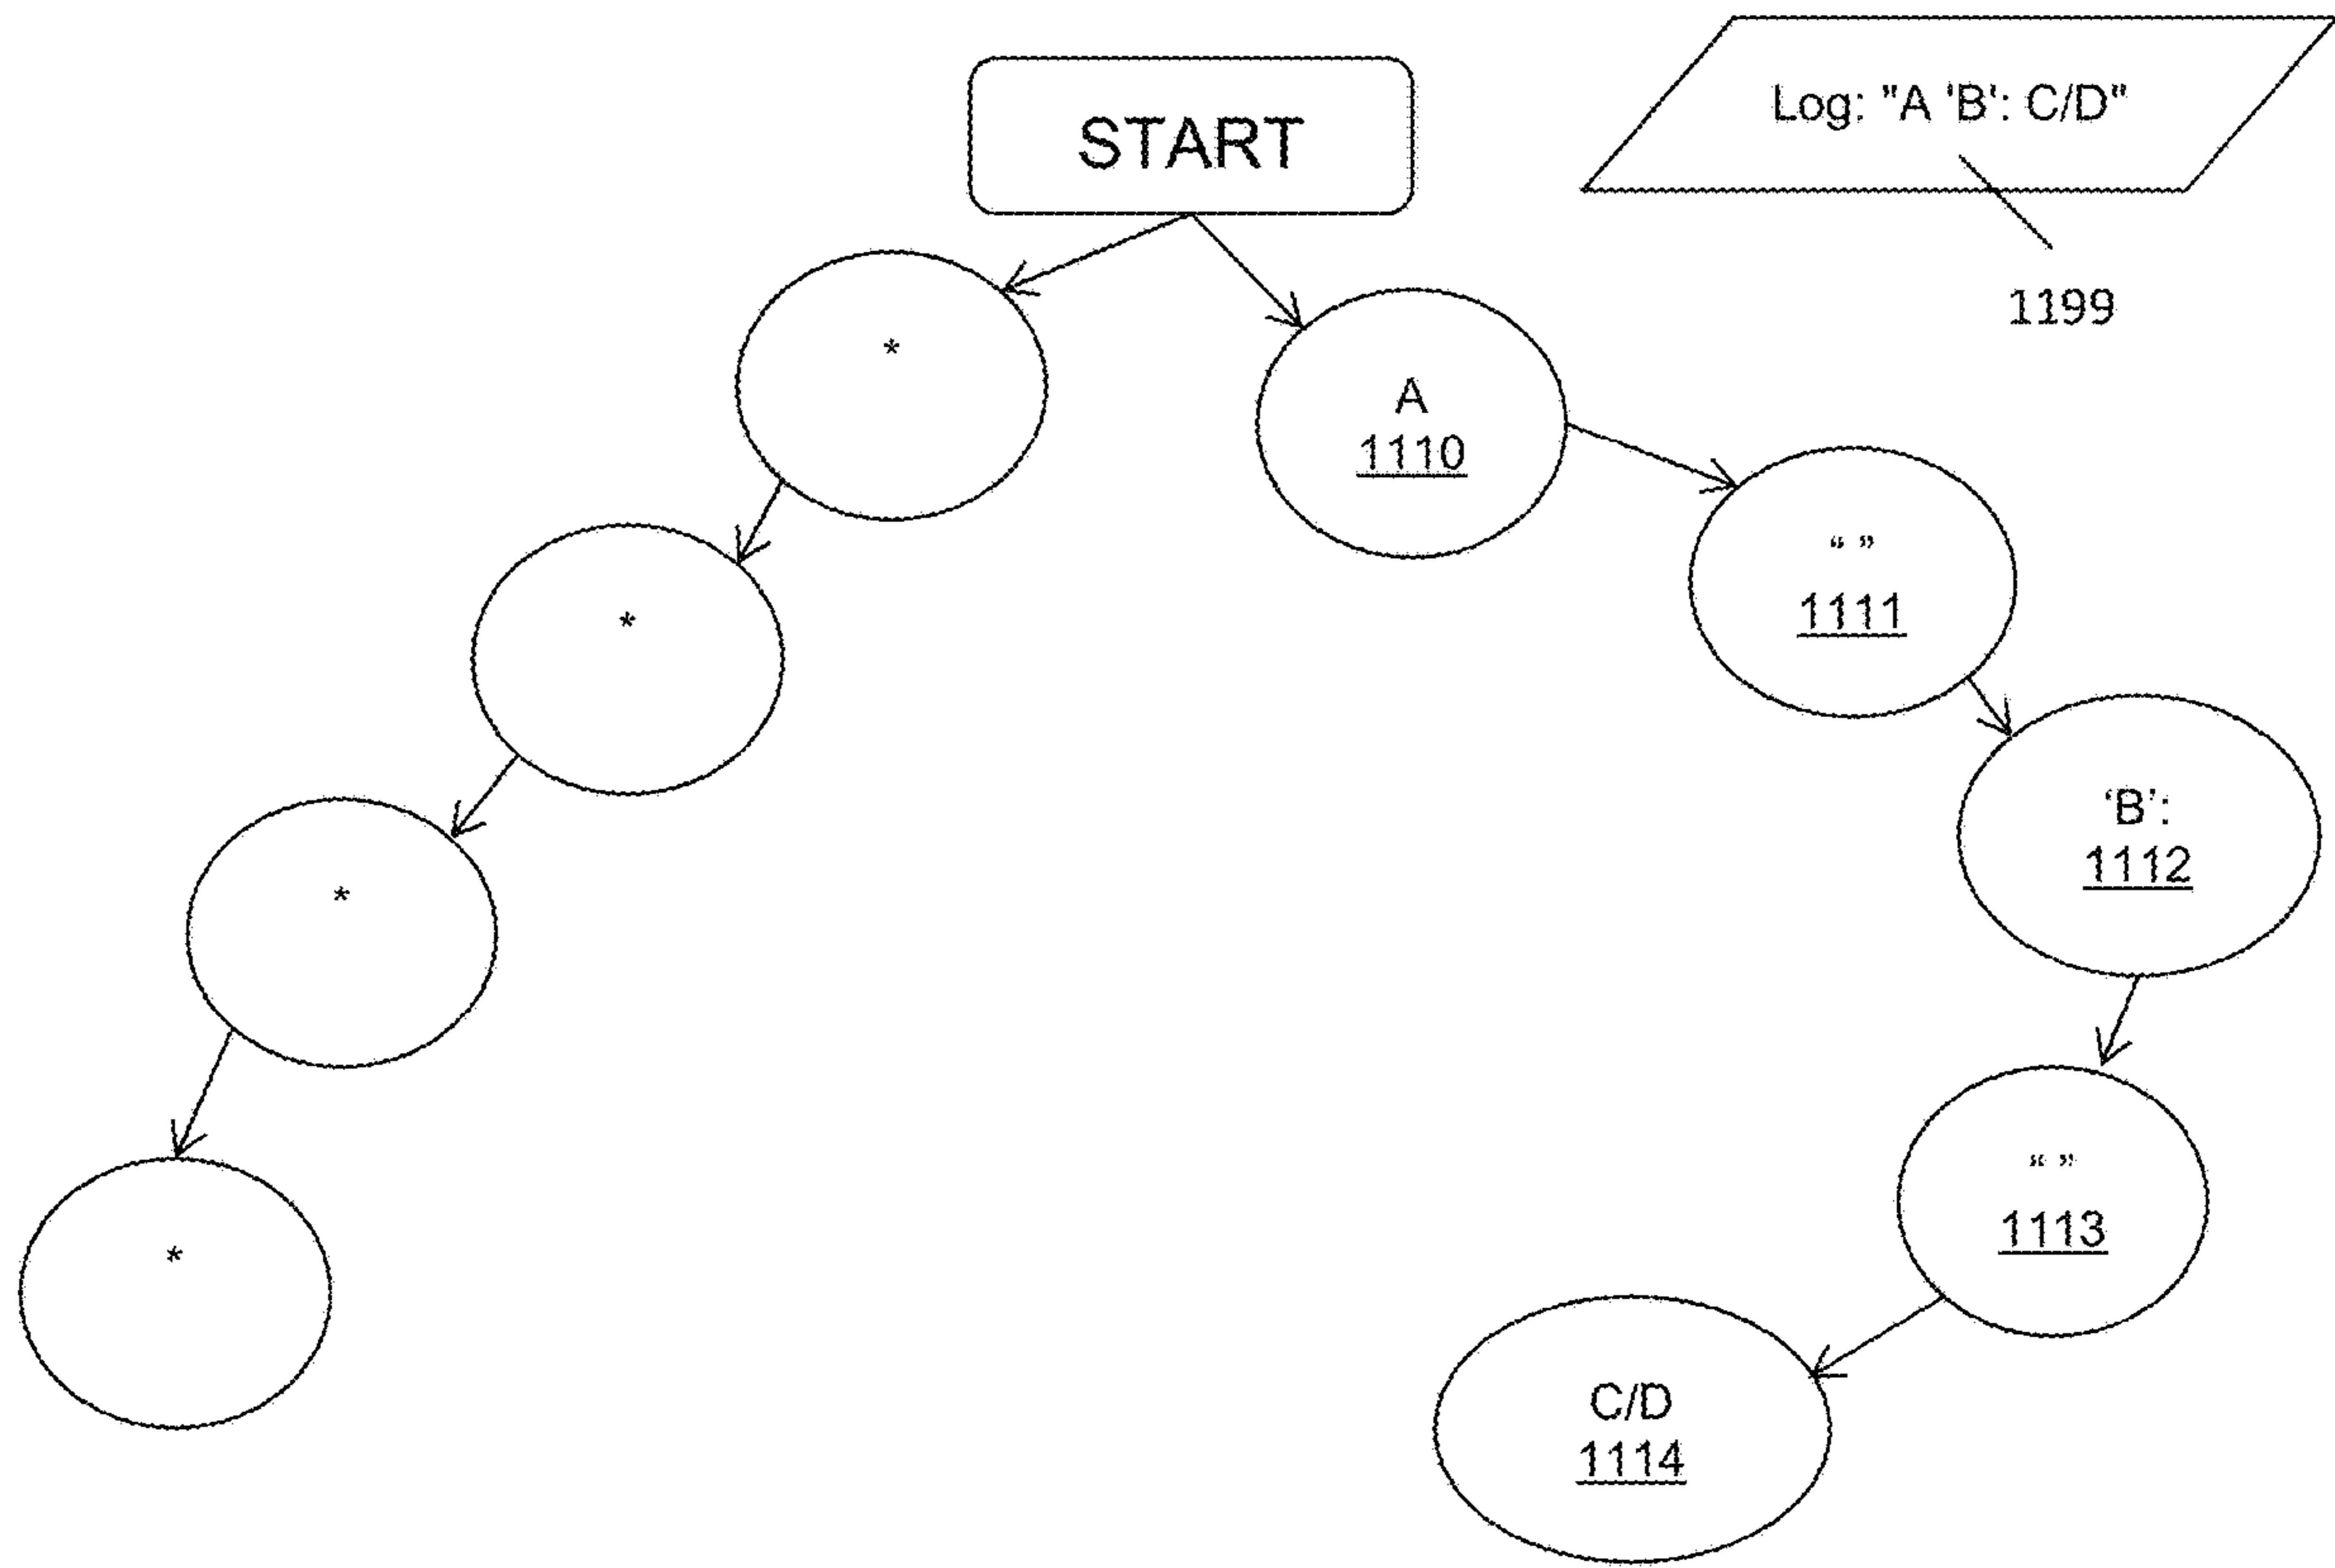 START
Log: "A 'B': C/D"
1199
*
A
1110
“ ”
1111
*
‘B’:
1112
*
“ ”
1113
*
C/D
1114